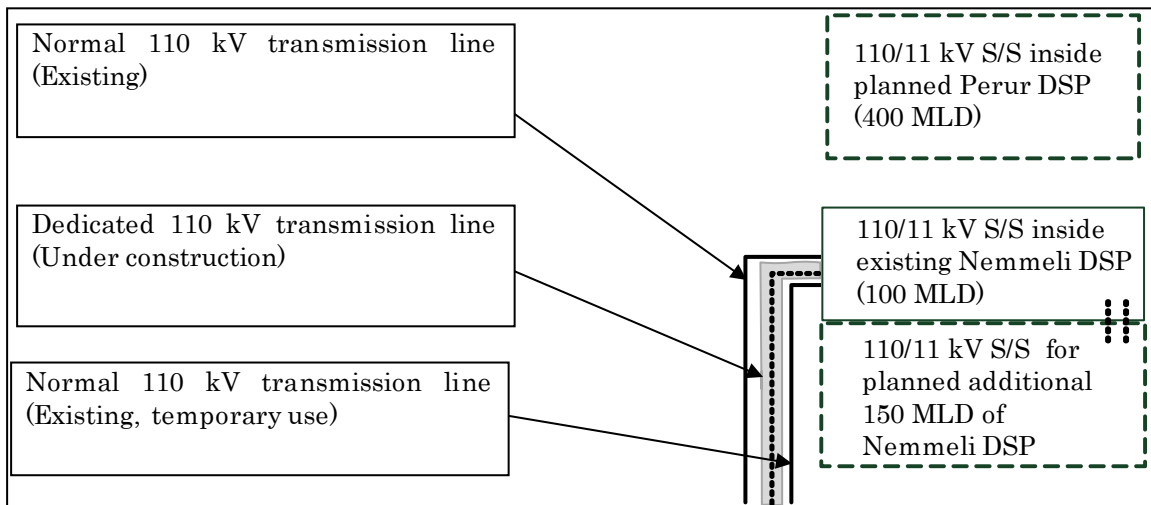 Normal 110 kV transmission line
(Existing)
Dedicated 110 kV transmission line
(Under construction)
Normal 110 kV transmission line
(Existing, temporary use)
110/11 kV S/S inside
planned Perur DSP
(400 MLD)
110/11 kV S/S inside
existing Nemmeli DSP
(100 MLD)
110/11 kV S/S for
planned additional
150 MLD of
Nemmeli DSP